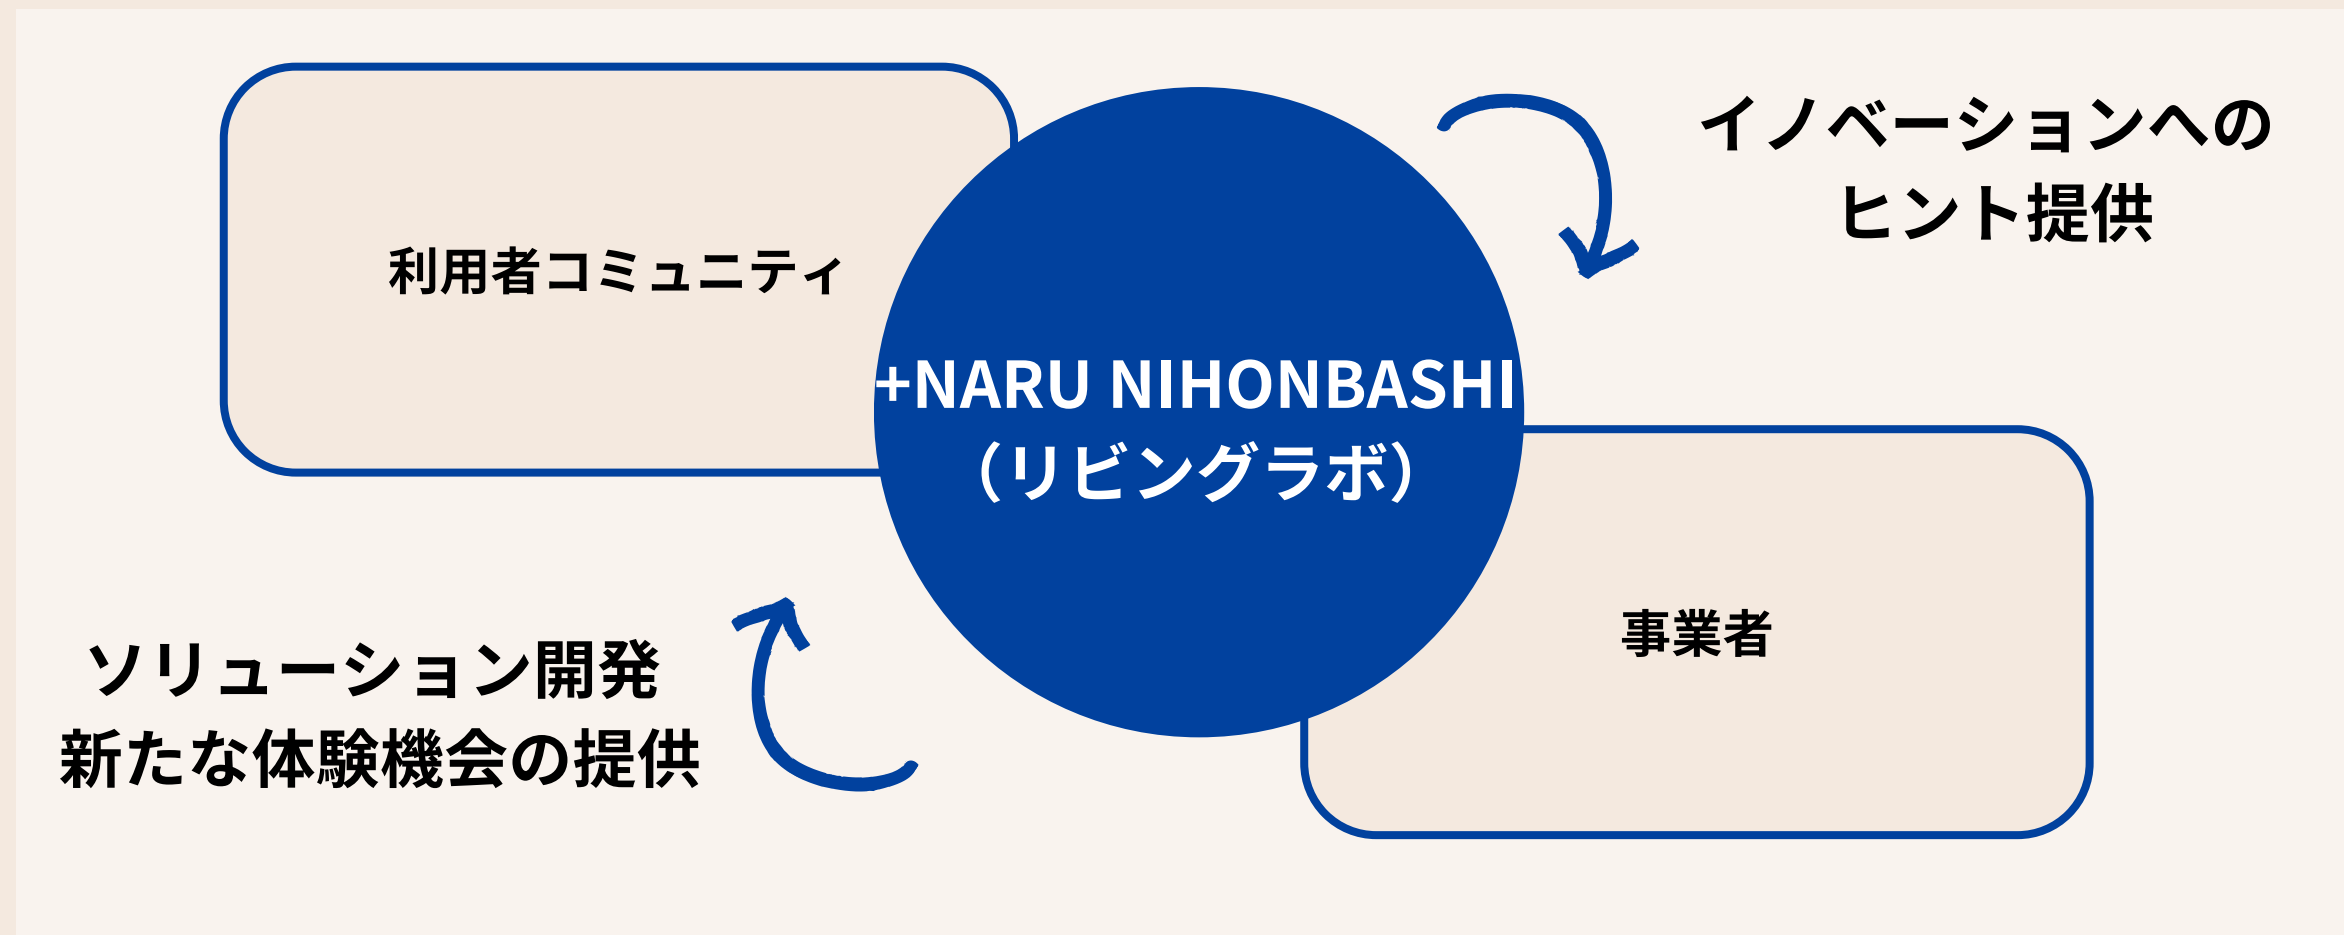 イノベーションへの
ヒント提供
利用者コミュニティ
+NARU NIHONBASHI
（リビングラボ）
事業者
ソリューション開発
新たな体験機会の提供